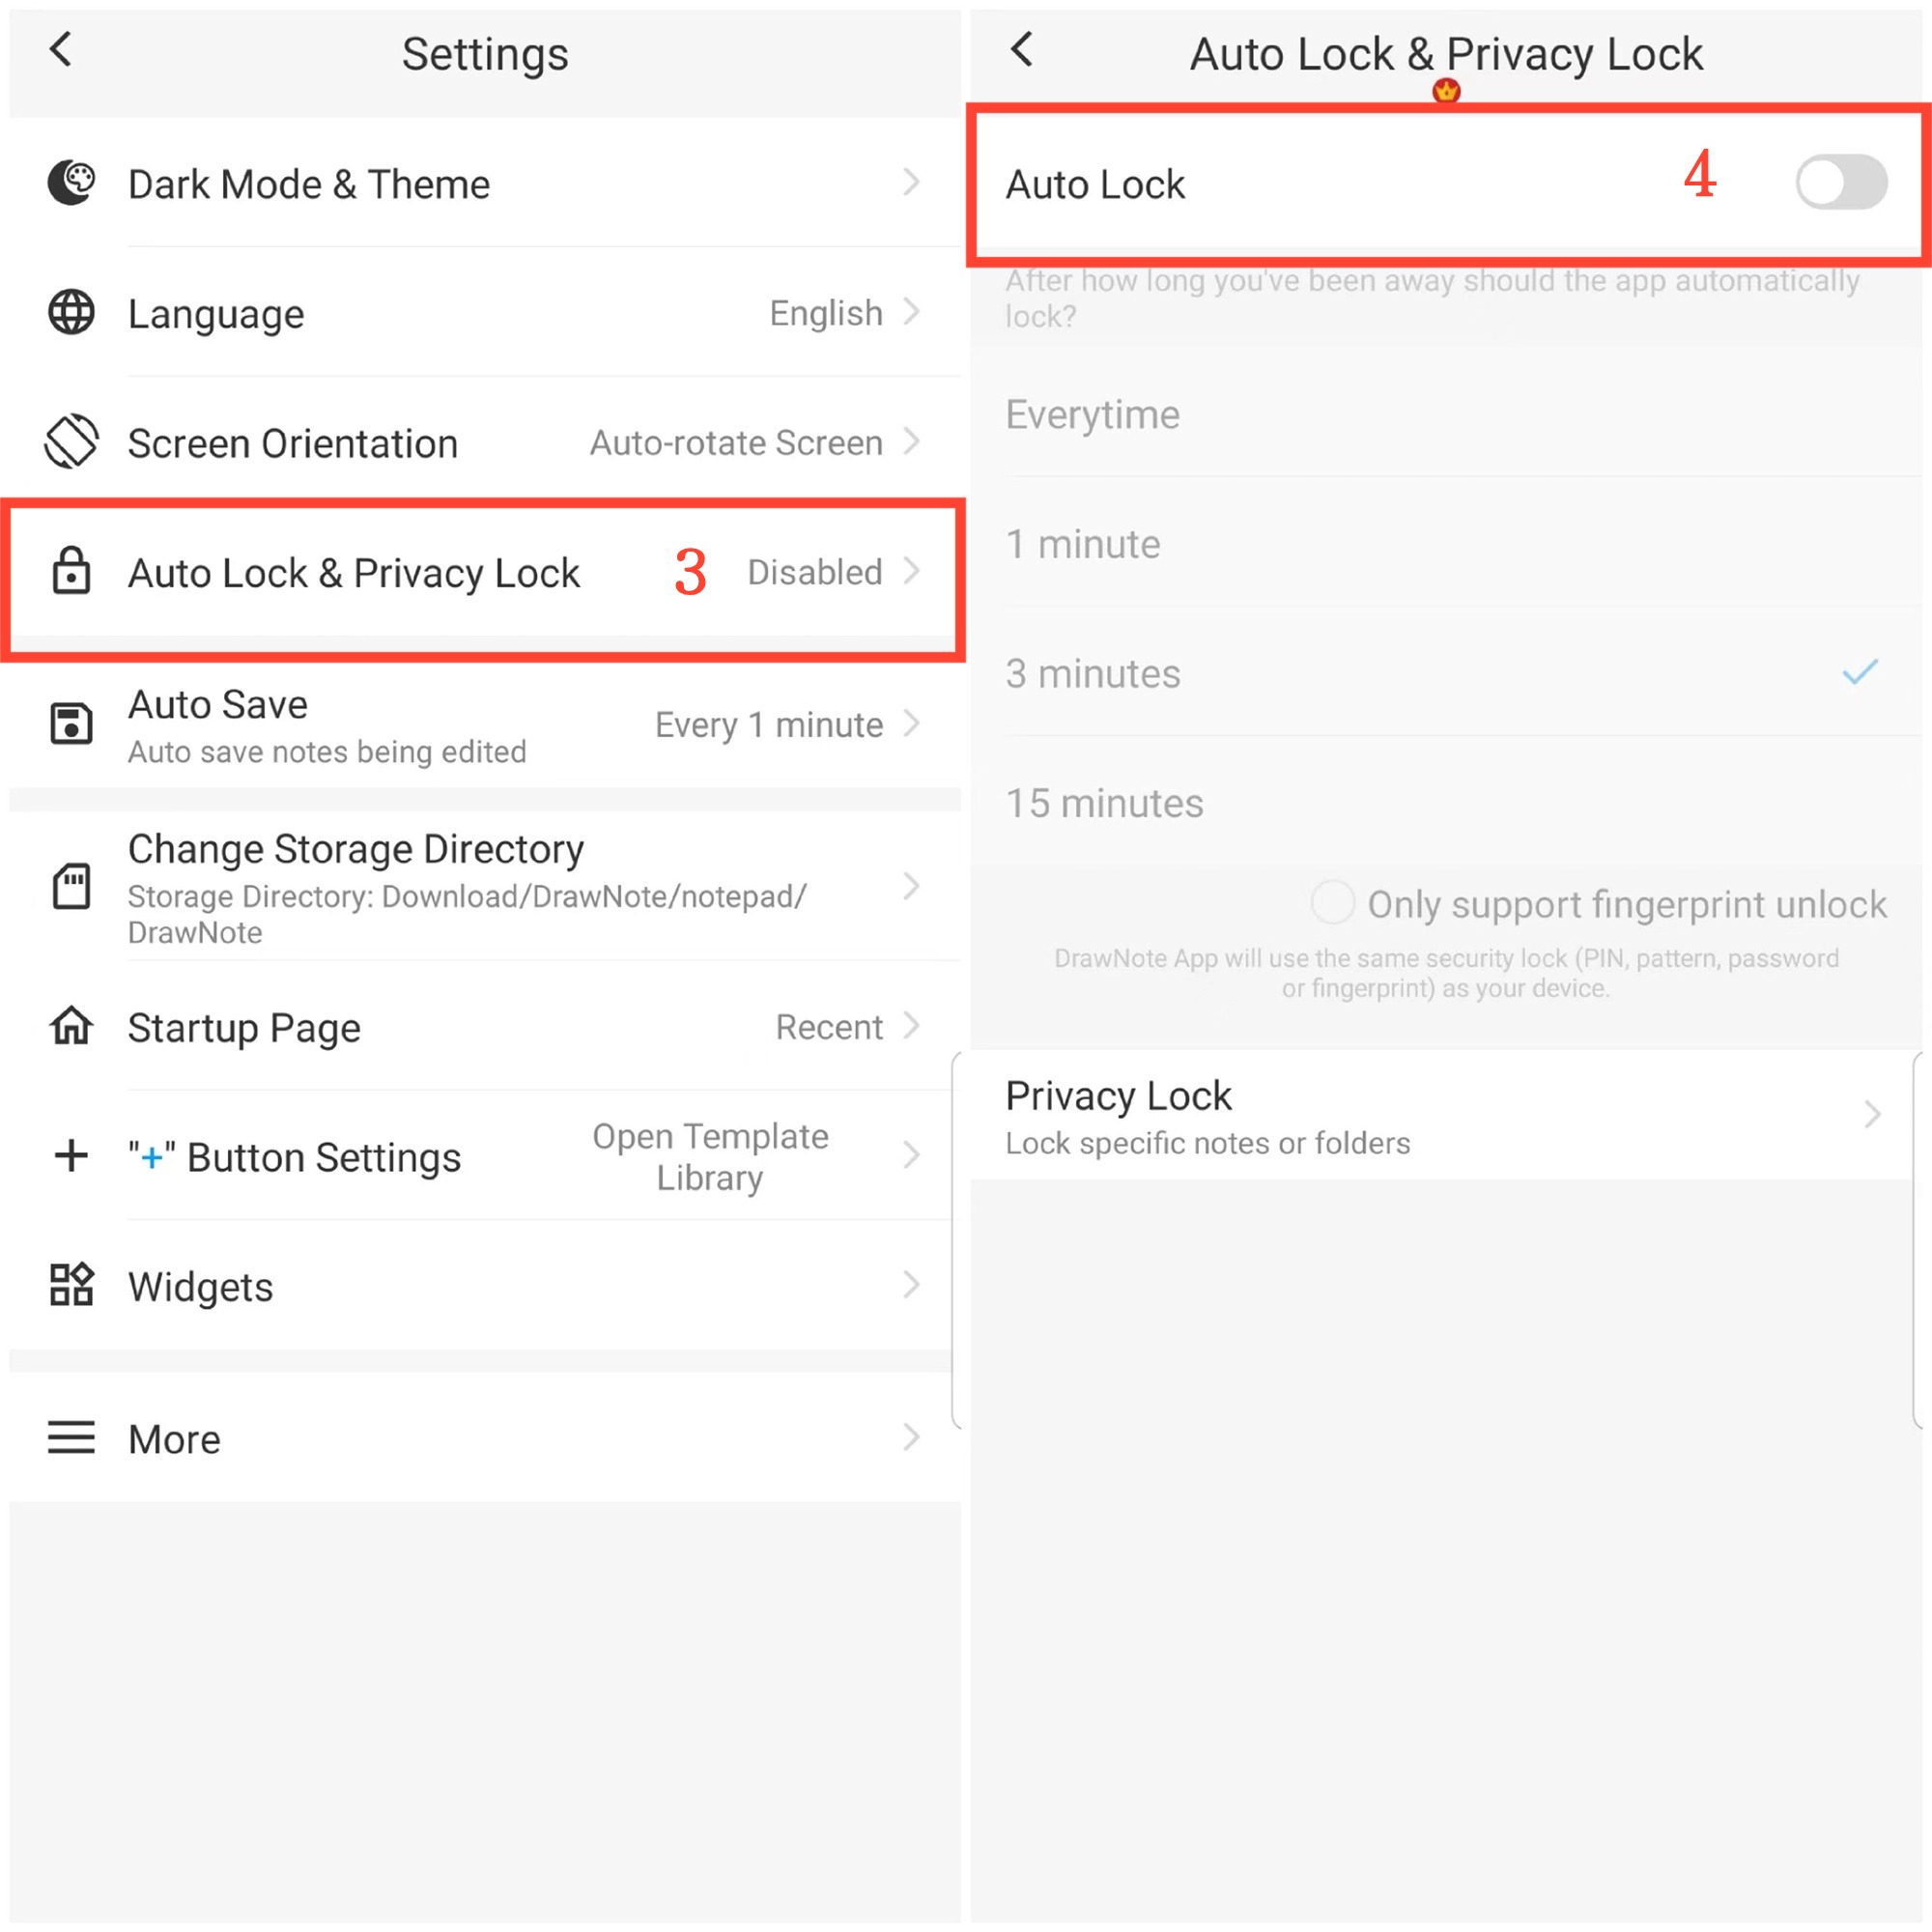 Settings
Dark Mode & Theme
Language English
Screen Orientation Auto-rotate Screen
Auto Lock & Privacy Lock 3 Disabled
Auto Save Every 1 minute
Auto save notes being edited
Change Storage Directory
Storage Directory: Download/DrawNote/notepad/
DrawNote
Startup Page Recent
"+" Button Settings Open Template
Library
Widgets
More
Auto Lock & Privacy Lock
Auto Lock 4
After how long you've been away should the app automatically
lock?
Everytime
1 minute
3 minutes
15 minutes
Only support fingerprint unlock
DrawNote App will use the same security lock (PIN, pattern, password
or fingerprint) as your device.
Privacy Lock
Lock specific notes or folders